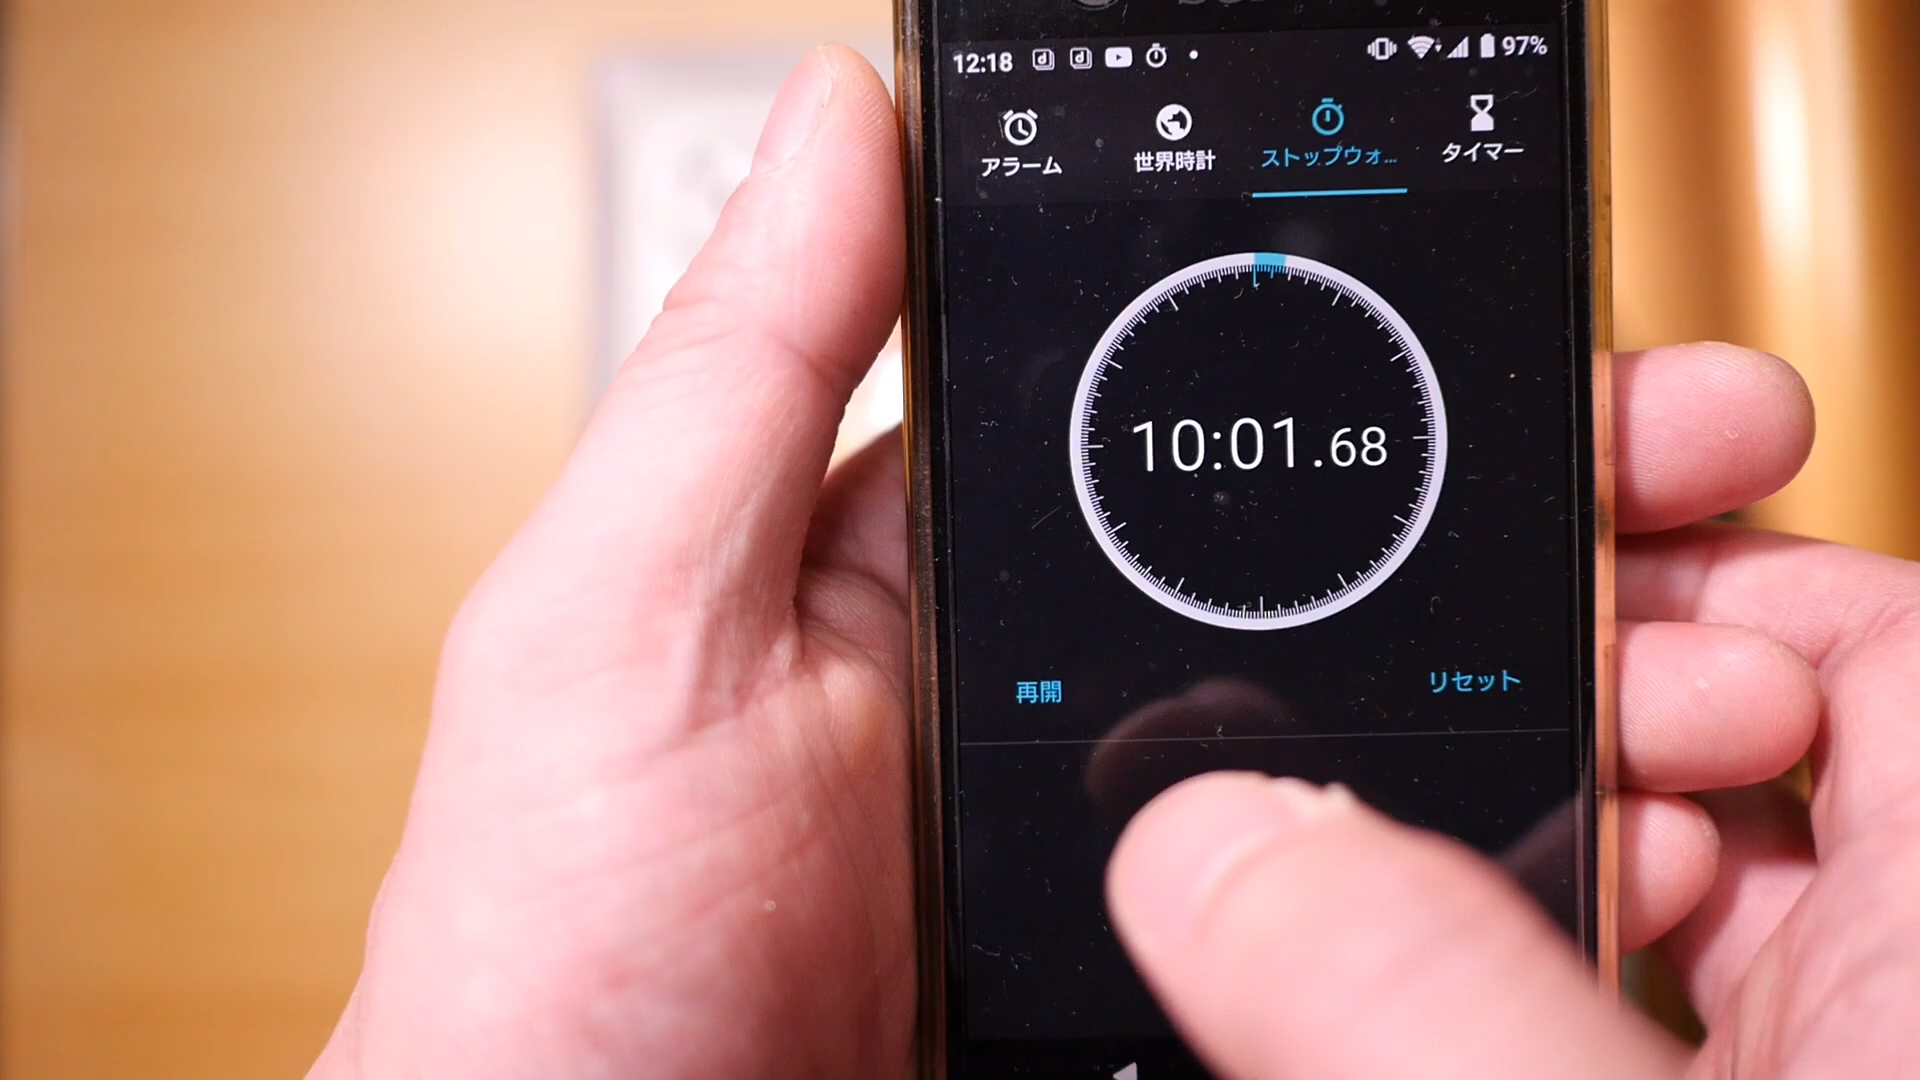 12:18
97%
アラーム
世界時計
ストップウォ...
タイマー
10:01.68
再開
リセット